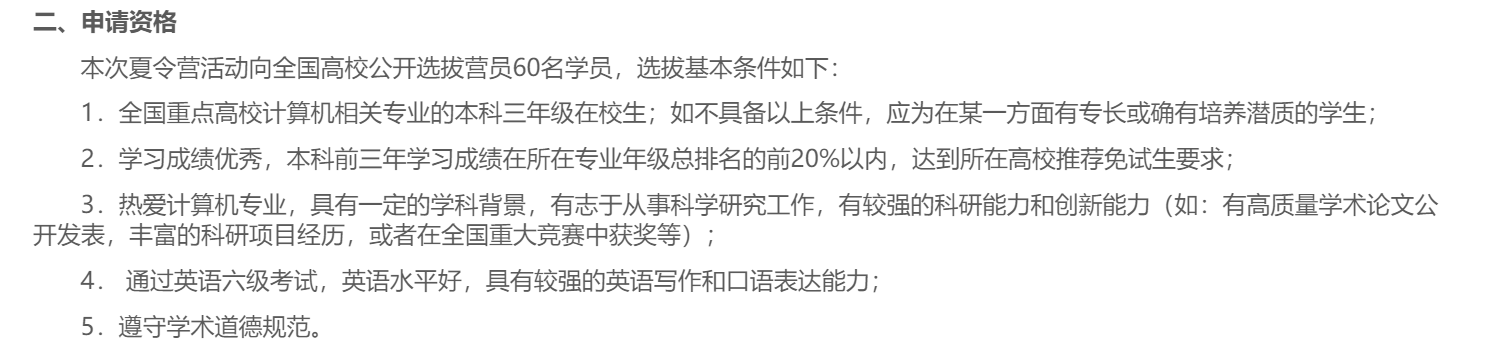 二、申请资格
本次夏令营活动向全国高校公开选拔营员60名学员，选拔基本条件如下：
1．全国重点高校计算机相关专业的本科三年级在校生；如不具备以上条件，应为在某一方面有专长或确有培养潜质的学生；
2．学习成绩优秀，本科前三年学习成绩在所在专业年级总排名的前20%以内，达到所在高校推荐免试生要求；
3．热爱计算机专业，具有一定的学科背景，有志于从事科学研究工作，有较强的科研能力和创新能力（如：有高质量学术论文公
开发表，丰富的科研项目经历，或者在全国重大竞赛中获奖等）；
4． 通过英语六级考试，英语水平好，具有较强的英语写作和口语表达能力；
5．遵守学术道德规范。